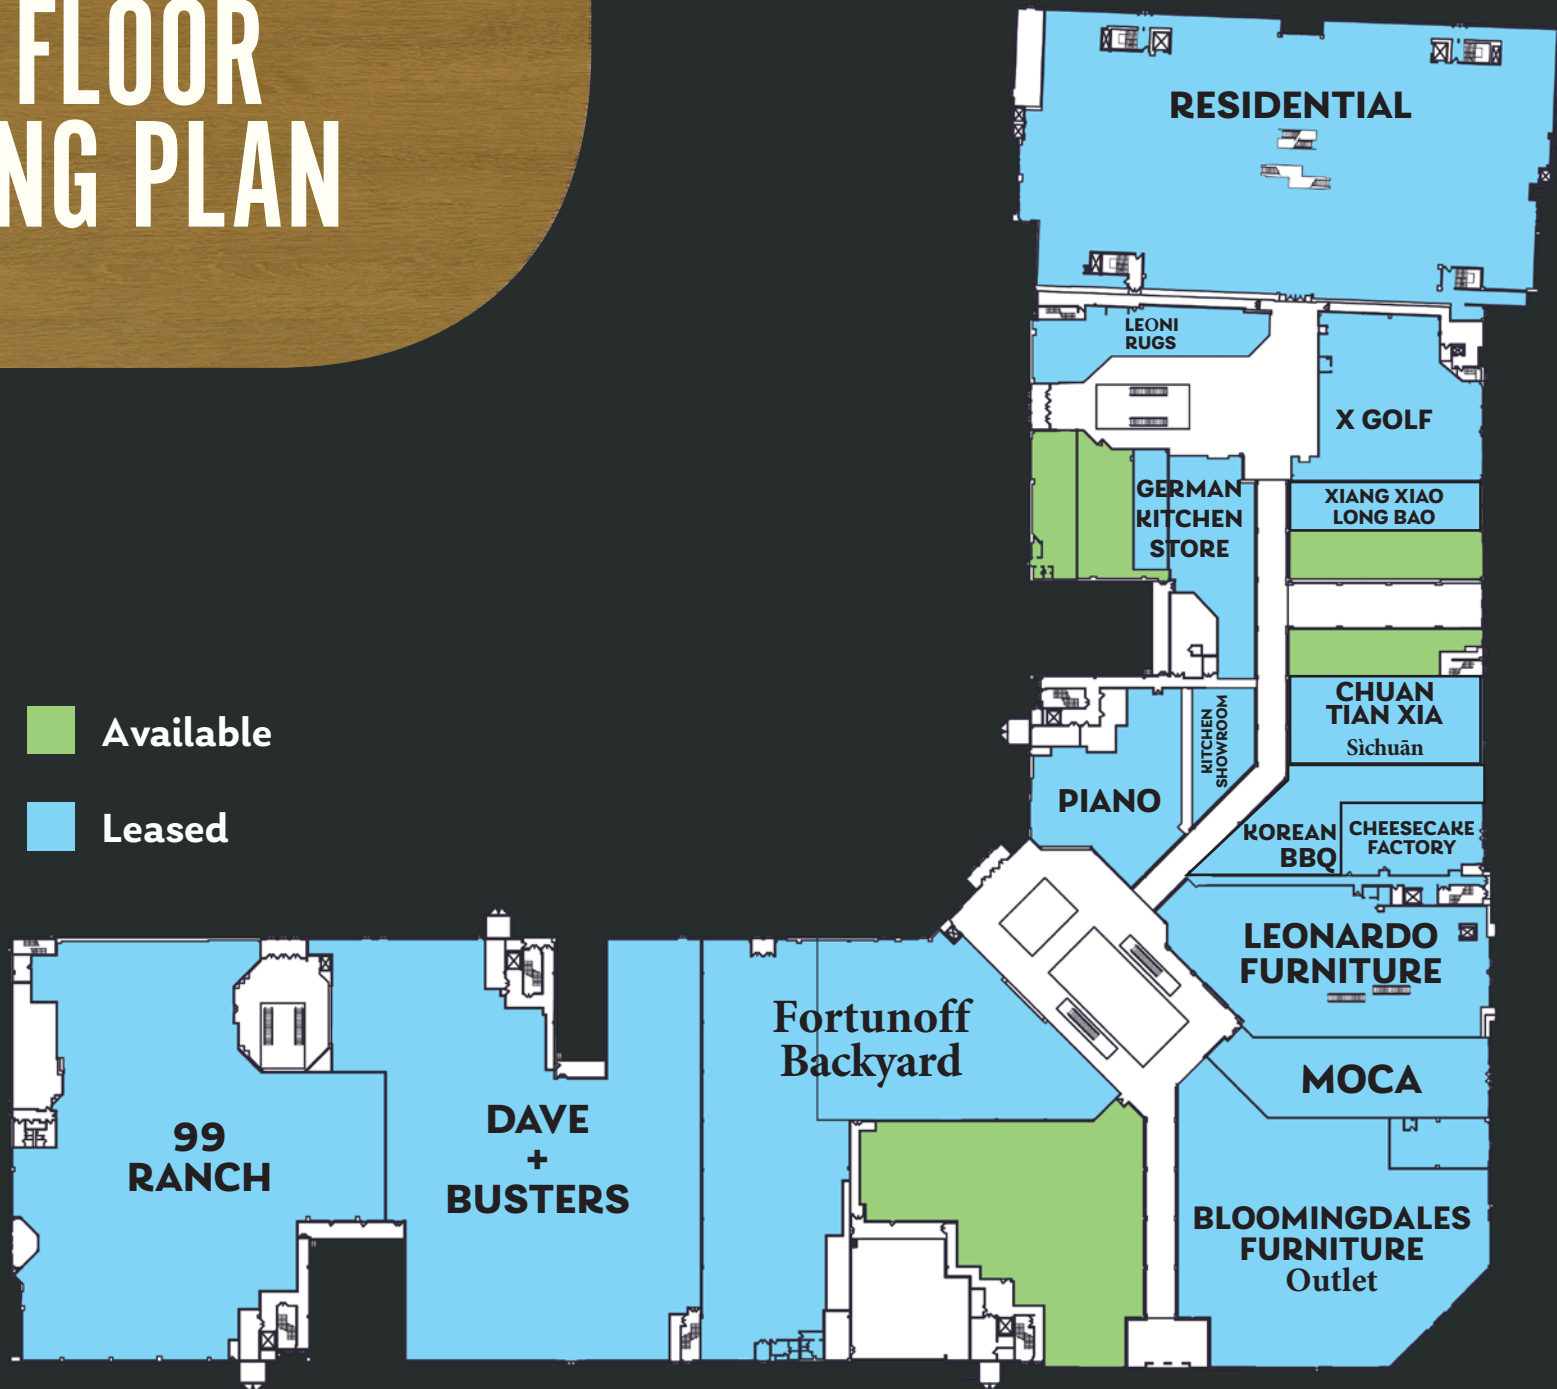 FLOOR
NG PLAN
RESIDENTIAL
LEONI
RUGS
X GOLF
GERMAN
KITCHEN
STORE
XIANG XIAO
LONG BAO
CHUAN
TIAN XIA
Sìchuān
KITCHEN
SHOWROOM
PIANO
KOREAN
BBQ
CHEESECAKE
FACTORY
Available
Leased
LEONARDO
FURNITURE
Fortunoff
Backyard
MOCA
99
RANCH
DAVE
+
BUSTERS
BLOOMINGDALES
FURNITURE
Outlet